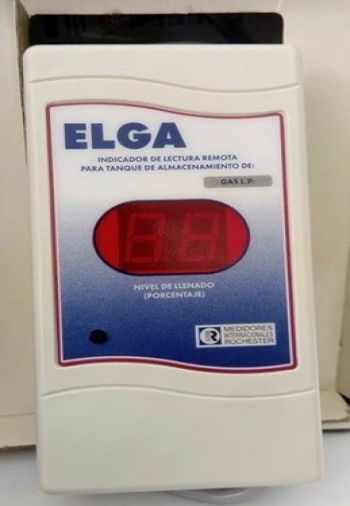 ELGA
INDICADOR DE LECTURA REMOTA
PARA TANQUE DE ALMACENAMIENTO DE:
GAS L.P.
NIVEL DE LLENADO
(PORCENTAJE)
R
MEDIDORES
INTERNACIONALES
ROCHESTER